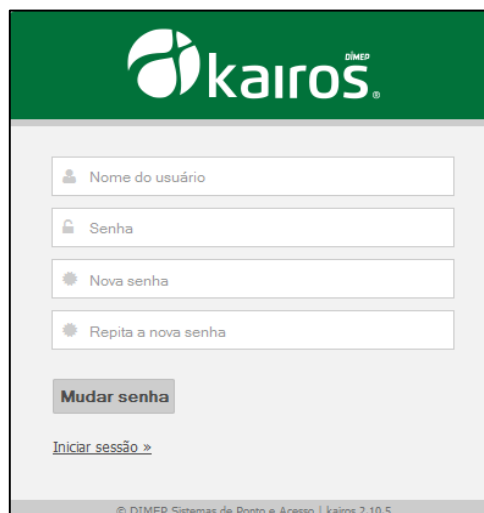 DIMEP
kairos®
Nome do usuário
Senha
Nova senha
Repita a nova senha
Mudar senha
Iniciar sessão »
© DIMEP Sistemas de Ponto e Acesso | kairos 2.10.5